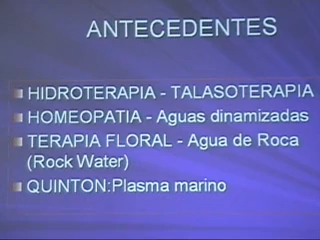 ANTECEDENTES
HIDROTERAPIA - TALASOTERAPIA
HOMEOPATIA - Aguas dinamizadas
TERAPIA FLORAL - Agua de Roca
(Rock Water)
QUINTON:Plasma marino